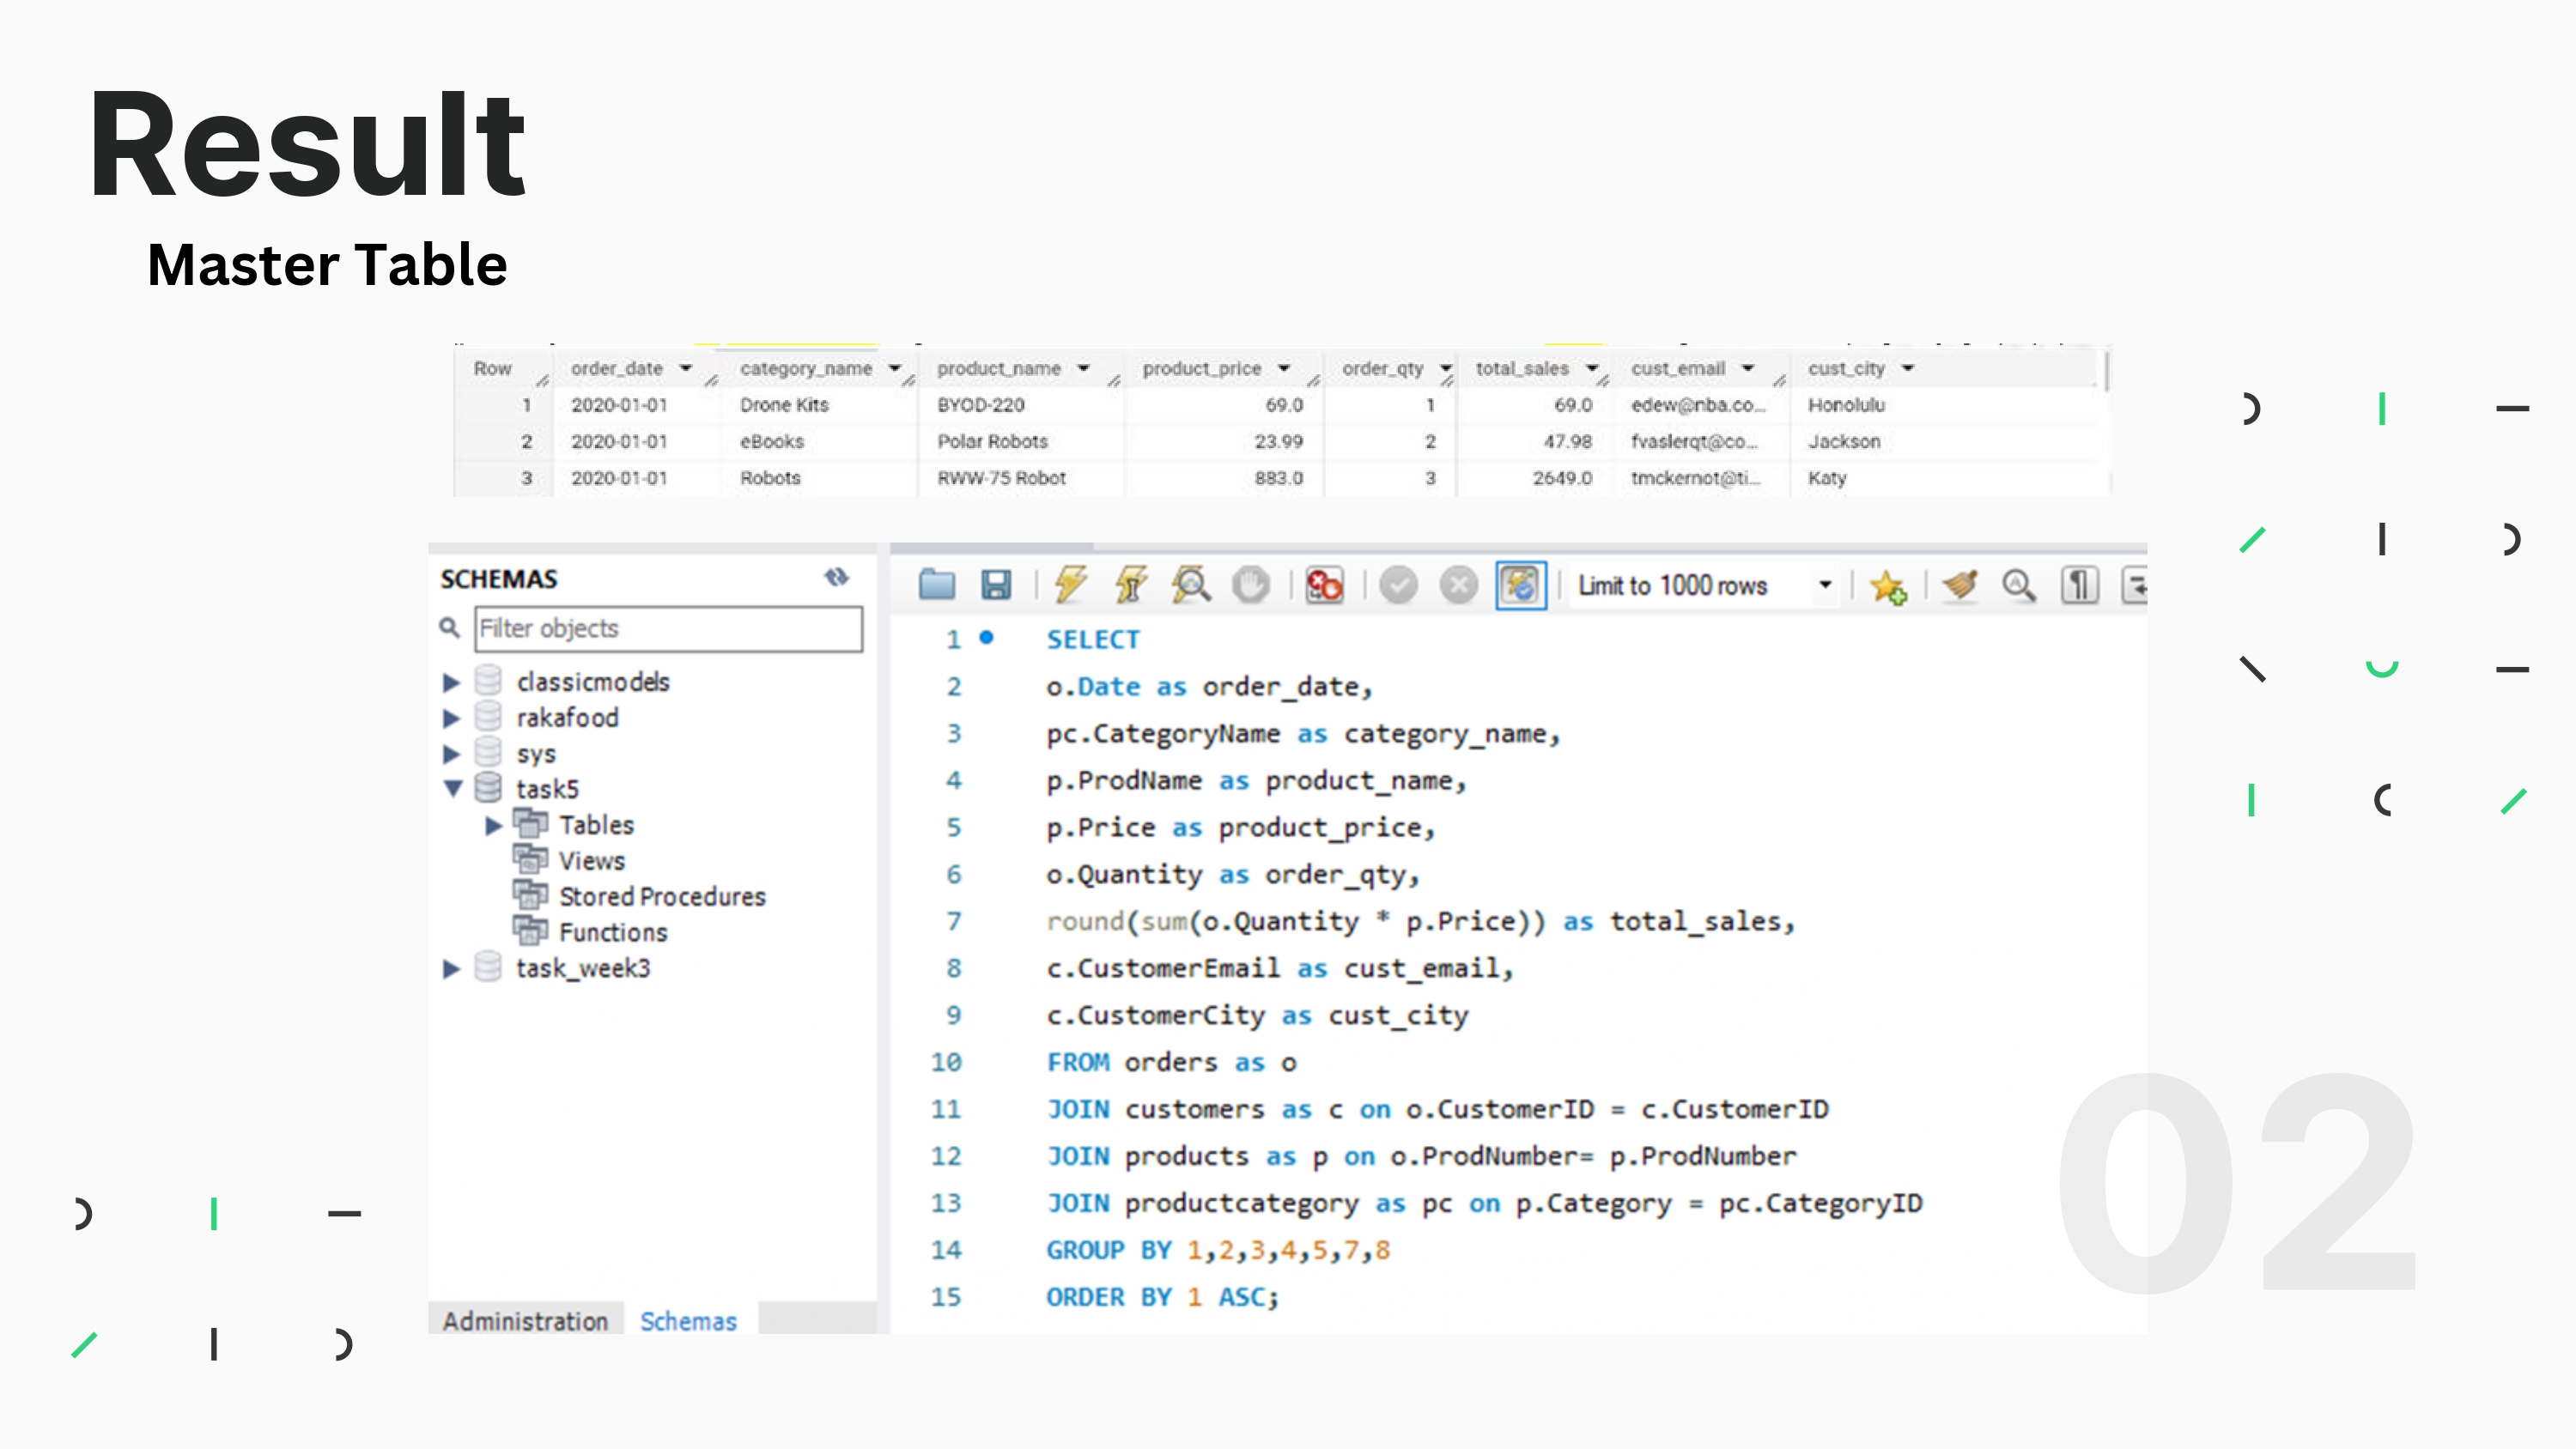 Result
Master Table
Row order_date category_name product_name product_price order_qty total_sales cust_email cust_city
1 2020-01-01 Drone Kits BYOD-220 69.0 1 69.0 edew@nba.co... Honolulu
2 2020-01-01 eBooks Polar Robots 23.99 2 47.98 fvaslerqt@co... Jackson
3 2020-01-01 Robots RWW-75 Robot 883.0 3 2649.0 tmckernot@ti... Katy
SCHEMAS
Filter objects
classicmodels
rakafood
sys
task5
Tables
Views
Stored Procedures
Functions
task_week3
Administration Schemas
Limit to 1000 rows
1 SELECT
2 o.Date as order_date,
3 pc.CategoryName as category_name,
4 p.ProdName as product_name,
5 p.Price as product_price,
6 o.Quantity as order_qty,
7 round(sum(o.Quantity * p.Price)) as total_sales,
8 c.CustomerEmail as cust_email,
9 c.CustomerCity as cust_city
10 FROM orders as o
11 JOIN customers as c on o.CustomerID = c.CustomerID
12 JOIN products as p on o.ProdNumber= p.ProdNumber
13 JOIN productcategory as pc on p.Category = pc.CategoryID
14 GROUP BY 1,2,3,4,5,7,8
15 ORDER BY 1 ASC;
02